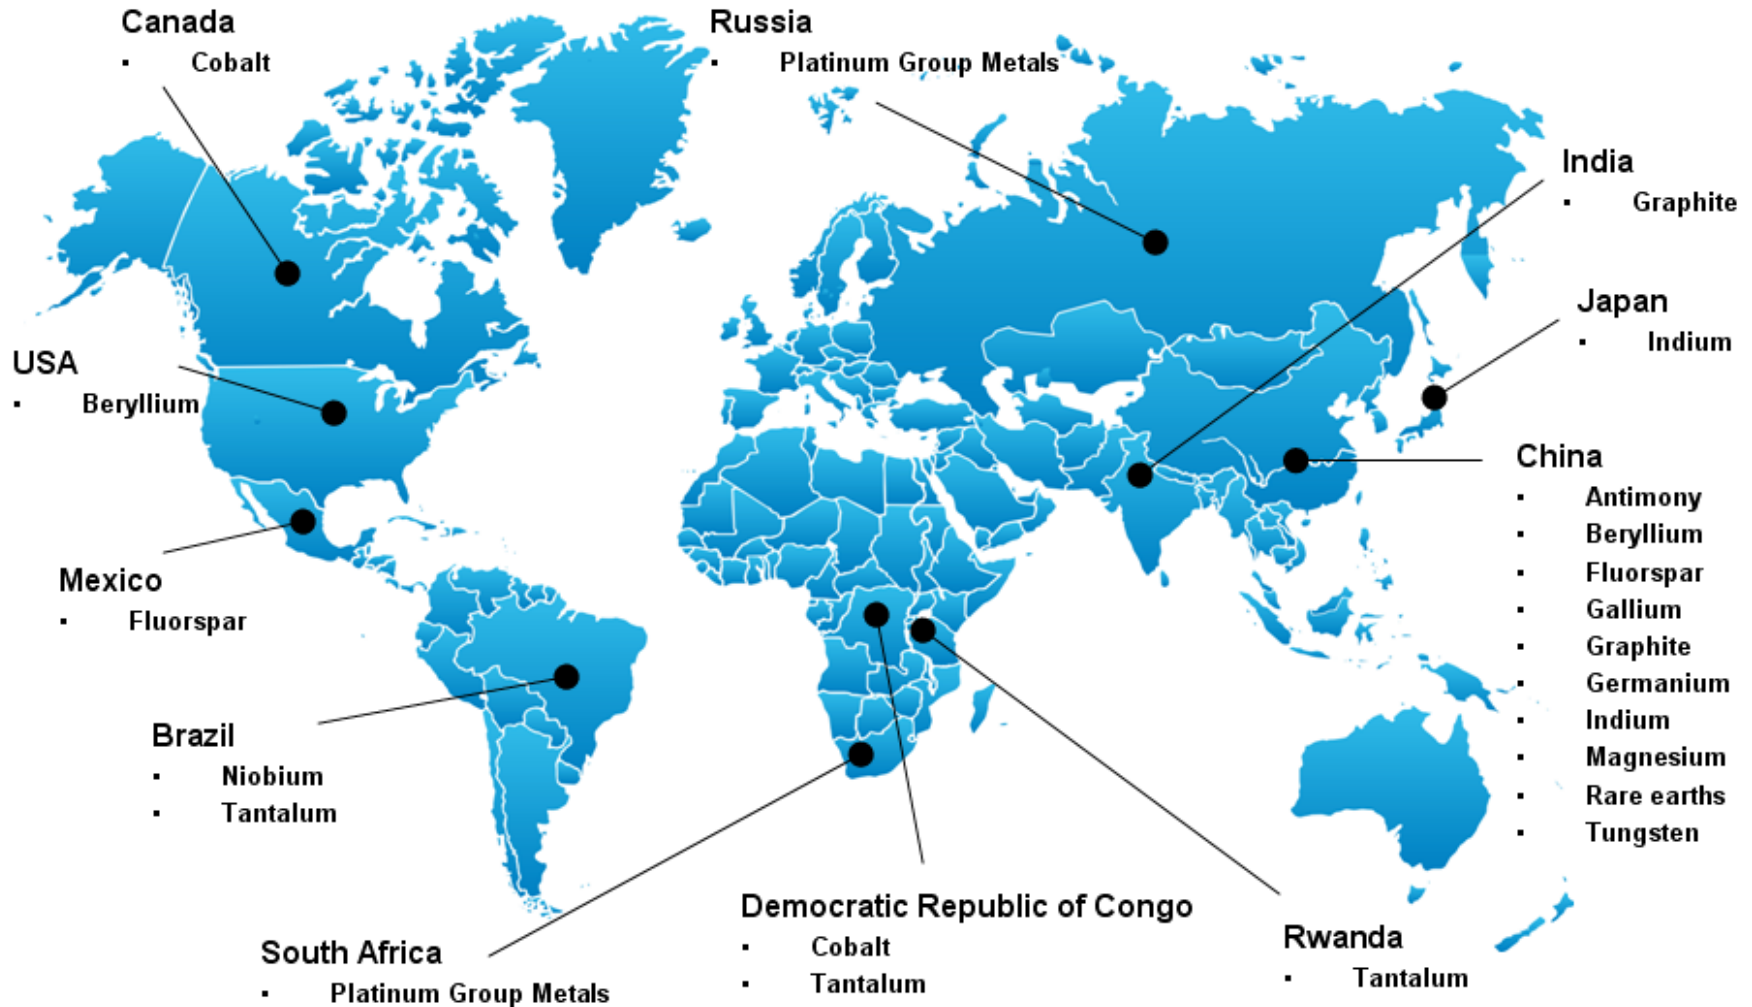 Canada
▪ Cobalt
Russia
▪ Platinum Group Metals
India
▪ Graphite
Japan
▪ Indium
USA
▪ Beryllium
China
▪ Antimony
▪ Beryllium
▪ Fluorspar
▪ Gallium
▪ Graphite
▪ Germanium
▪ Indium
▪ Magnesium
▪ Rare earths
▪ Tungsten
Mexico
▪ Fluorspar
Brazil
▪ Niobium
▪ Tantalum
South Africa
▪ Platinum Group Metals
Democratic Republic of Congo
▪ Cobalt
▪ Tantalum
Rwanda
▪ Tantalum